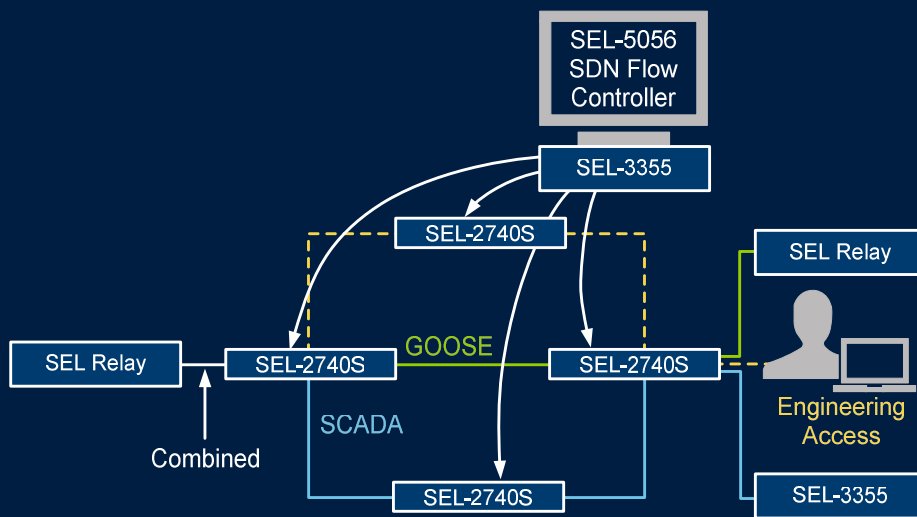 SEL-5056
SDN Flow
Controller
SEL-3355
SEL-2740S
SEL Relay
GOOSE
SEL Relay
SEL-2740S
SEL-2740S
SCADA
Engineering
Access
Combined
SEL-2740S
SEL-3355